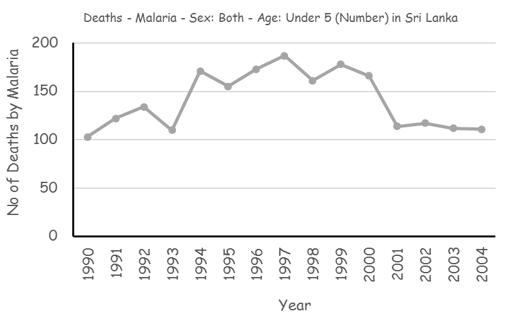 Deaths - Malaria - Sex: Both - Age: Under 5 (Number) in Sri Lanka
No of Deaths by Malaria
200
150
100
50
0
1990 1991 1992 1993 1994 1995 1996 1997 1998 1999 2000 2001 2002 2003 2004
Year